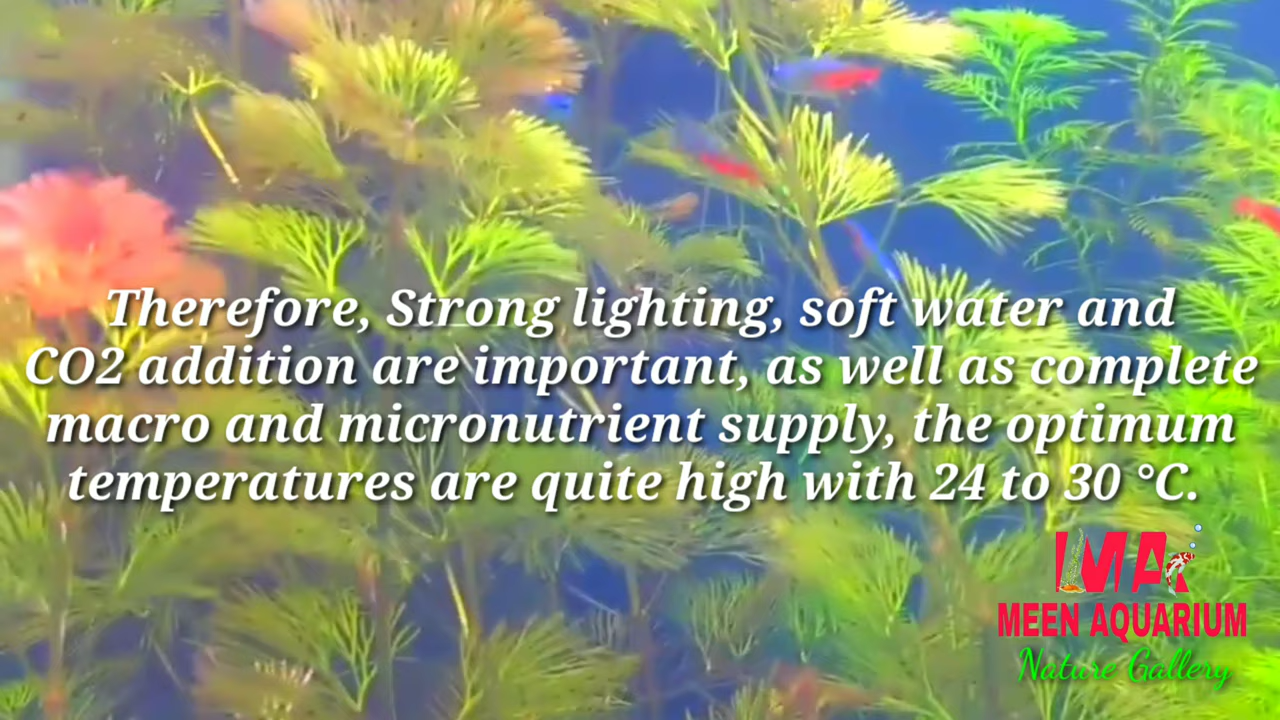 Therefore, Strong lighting, soft water and
CO2 addition are important, as well as complete
macro and micronutrient supply, the optimum
temperatures are quite high with 24 to 30 °C.
MA
MEEN AQUARIUM
Nature Gallery